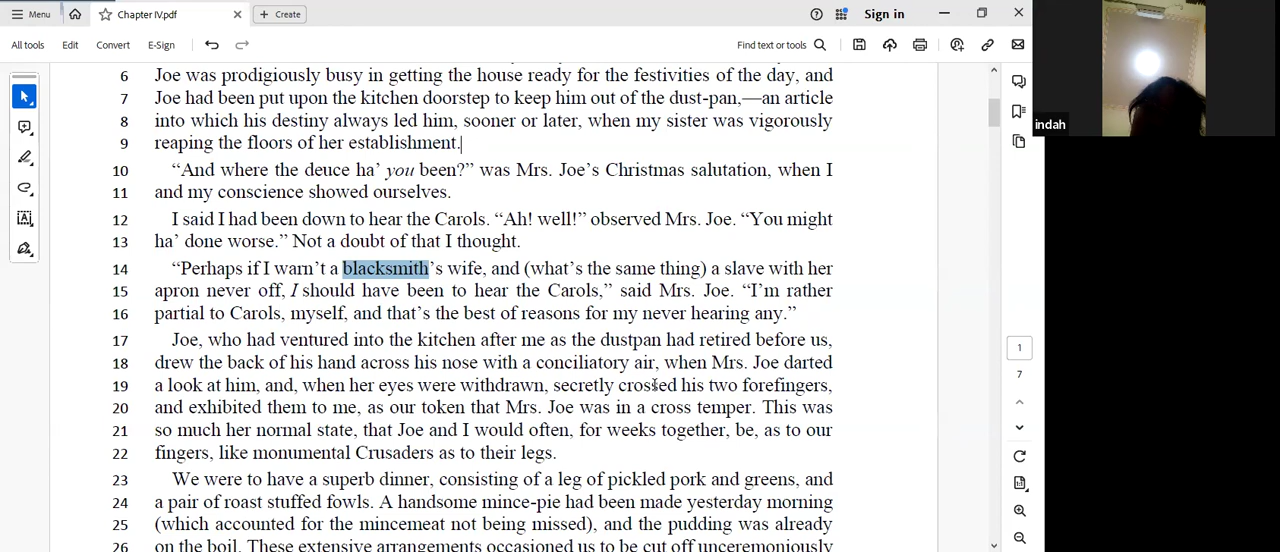 Menu
Chapter IV.pdf
Create
Sign in
All tools
Edit
Convert
E-Sign
Find text or tools
6 Joe was prodigiously busy in getting the house ready for the festivities of the day, and
7 Joe had been put upon the kitchen doorstep to keep him out of the dust-pan,—an article
8 into which his destiny always led him, sooner or later, when my sister was vigorously
9 reaping the floors of her establishment.
10 “And where the deuce ha’ you been?” was Mrs. Joe’s Christmas salutation, when I
11 and my conscience showed ourselves.
12 I said I had been down to hear the Carols. “Ah! well!” observed Mrs. Joe. “You might
13 ha’ done worse.” Not a doubt of that I thought.
14 “Perhaps if I warn’t a blacksmith’s wife, and (what’s the same thing) a slave with her
15 apron never off, I should have been to hear the Carols,” said Mrs. Joe. “I’m rather
16 partial to Carols, myself, and that’s the best of reasons for my never hearing any.”
17 Joe, who had ventured into the kitchen after me as the dustpan had retired before us,
18 drew the back of his hand across his nose with a conciliatory air, when Mrs. Joe darted
19 a look at him, and, when her eyes were withdrawn, secretly crossed his two forefingers,
20 and exhibited them to me, as our token that Mrs. Joe was in a cross temper. This was
21 so much her normal state, that Joe and I would often, for weeks together, be, as to our
22 fingers, like monumental Crusaders as to their legs.
23 We were to have a superb dinner, consisting of a leg of pickled pork and greens, and
24 a pair of roast stuffed fowls. A handsome mince-pie had been made yesterday morning
25 (which accounted for the mincemeat not being missed), and the pudding was already
26 on the boil. These extensive arrangements occasioned us to be cut off unceremoniously
1
7
indah